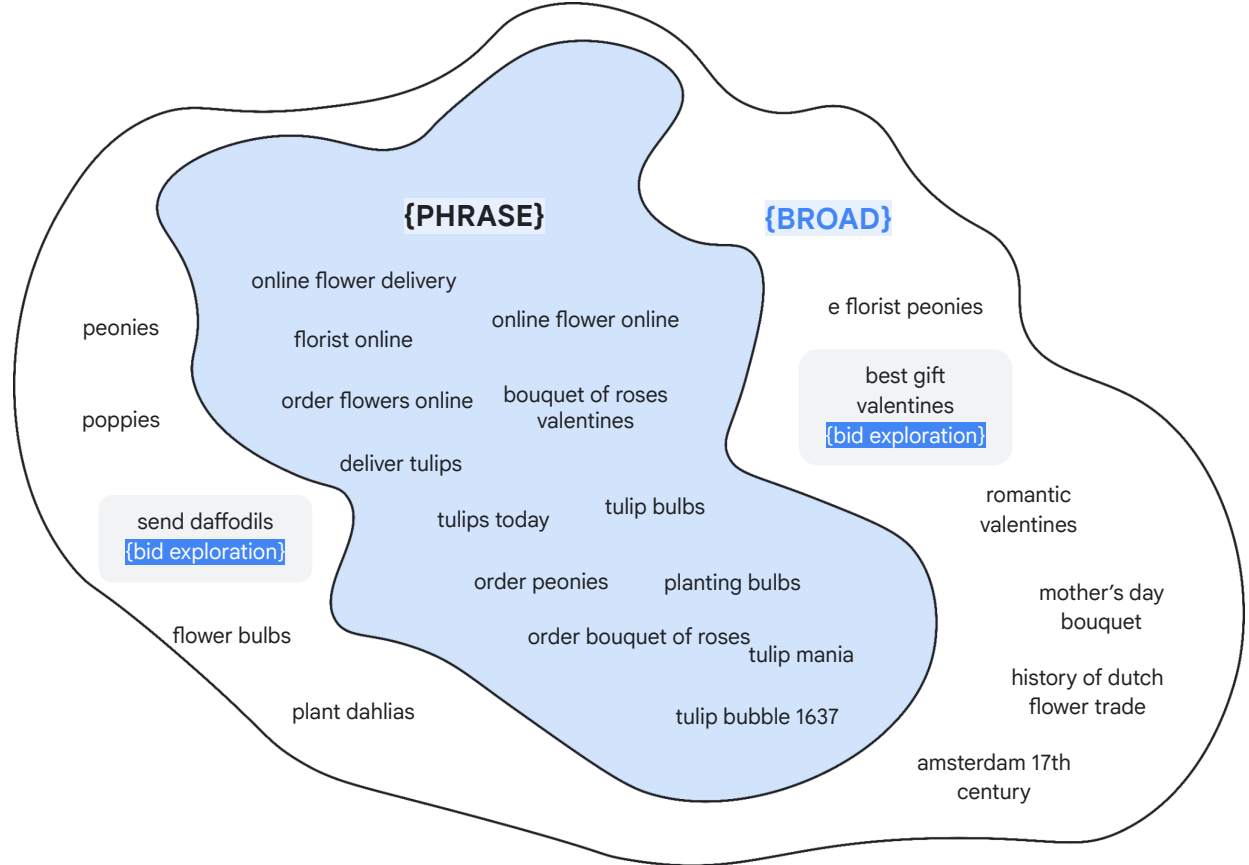 {PHRASE}
{BROAD}
online flower delivery
e florist peonies
online flower online
peonies
florist online
best gift
valentines
{bid exploration}
order flowers online
bouquet of roses
valentines
poppies
deliver tulips
romantic
valentines
tulip bulbs
tulips today
send daffodils
{bid exploration}
order peonies
planting bulbs
mother’s day
bouquet
flower bulbs
order bouquet of roses
tulip mania
history of dutch
flower trade
plant dahlias
tulip bubble 1637
amsterdam 17th
century